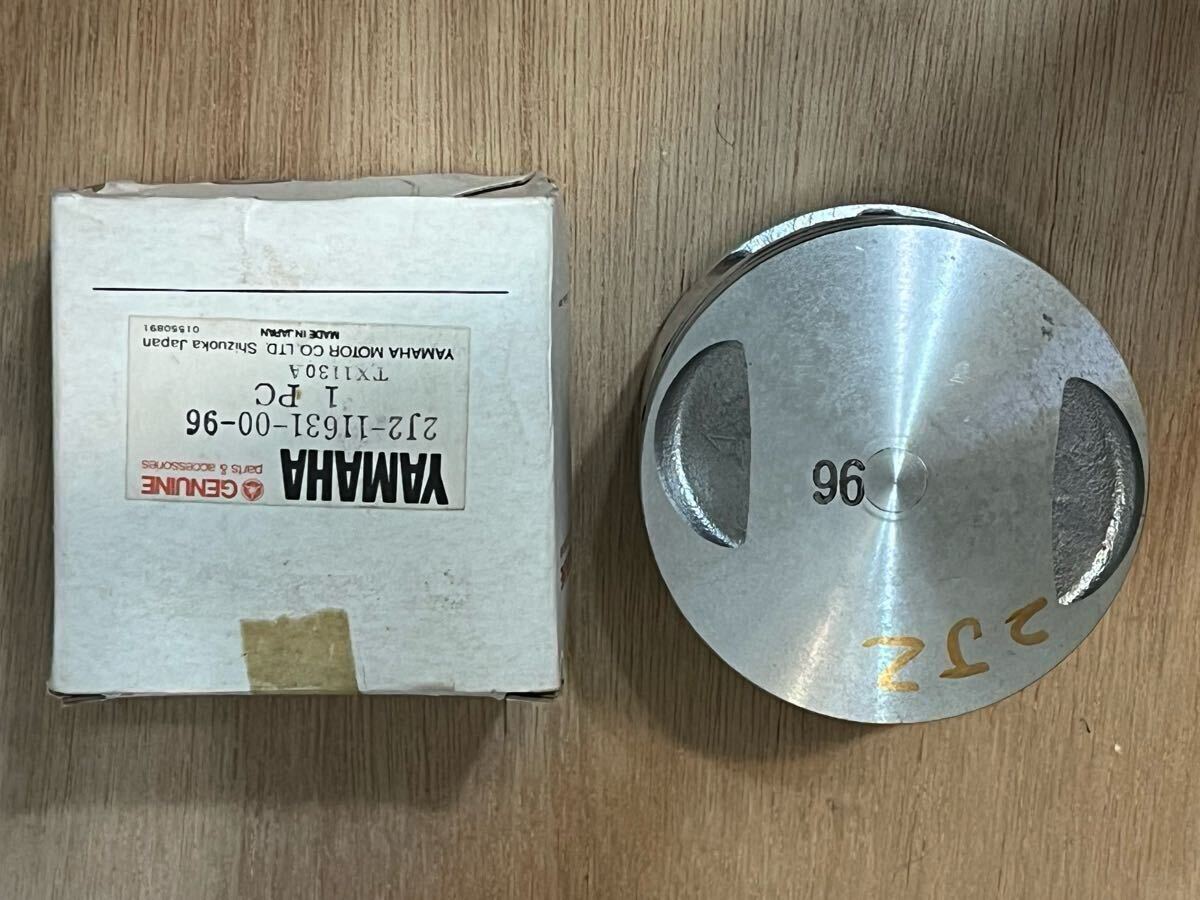 YAMAHA GENUINE
parts & accessories
2J2-11631-00-96
1 PC
TX1130A
YAMAHA MOTOR CO.,LTD. Shizuoka Japan
MADE IN JAPAN 01550891
96
2J2